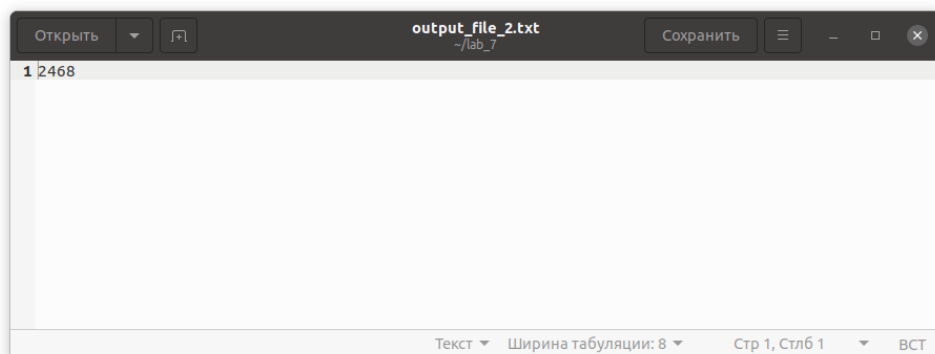 Открыть
output_file_2.txt
~/lab_7
Сохранить
1 2468
Текст Ширина табуляции: 8 Стр 1, Стлб 1 ВСТ